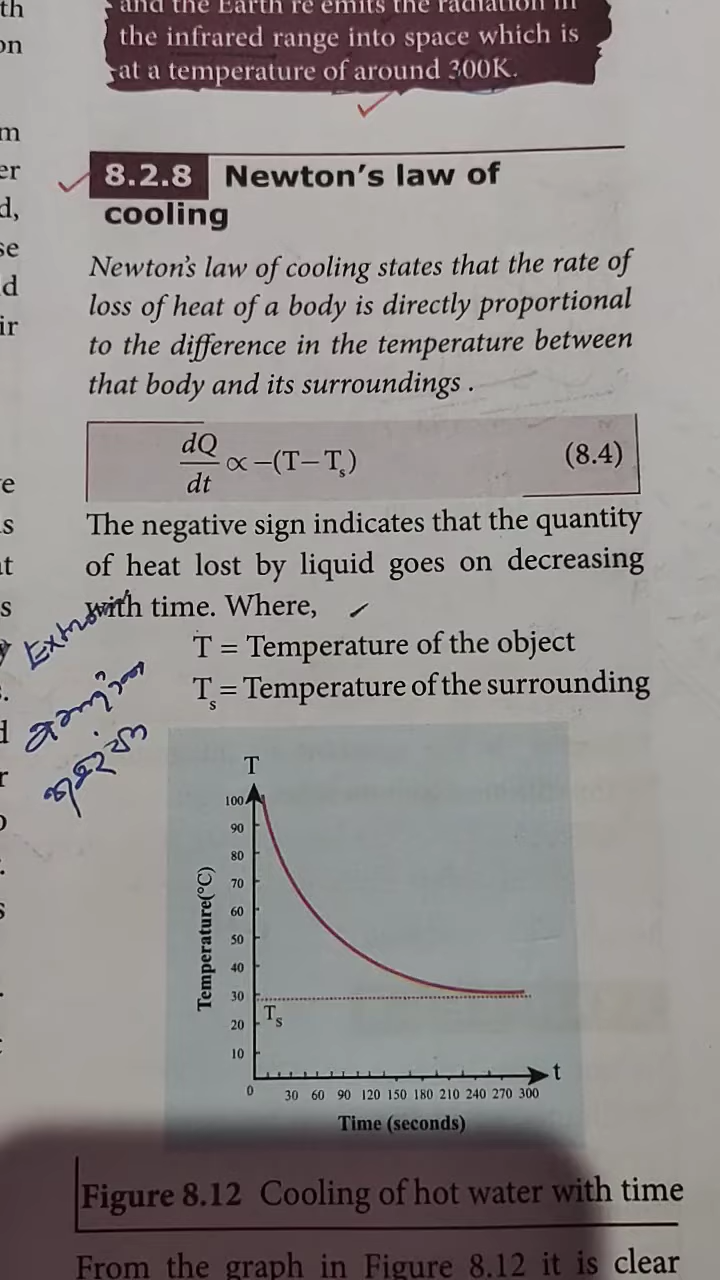 th
on
m
er
d,
se
d
ir
e
s
at
s
and the Earth re emits the radiation in
the infrared range into space which is
at a temperature of around 300K.
8.2.8 Newton's law of
cooling
Newton's law of cooling states that the rate of
loss of heat of a body is directly proportional
to the difference in the temperature between
that body and its surroundings .
dQ/dt ∝ −(T−Tₛ) (8.4)
The negative sign indicates that the quantity
of heat lost by liquid goes on decreasing
with time. Where,
T = Temperature of the object
Tₛ = Temperature of the surrounding
T
100
90
80
70
60
50
40
30
20
10
0
Temperature(°C)
Tₛ
t
30 60 90 120 150 180 210 240 270 300
Time (seconds)
Figure 8.12 Cooling of hot water with time
From the graph in Figure 8.12 it is clear